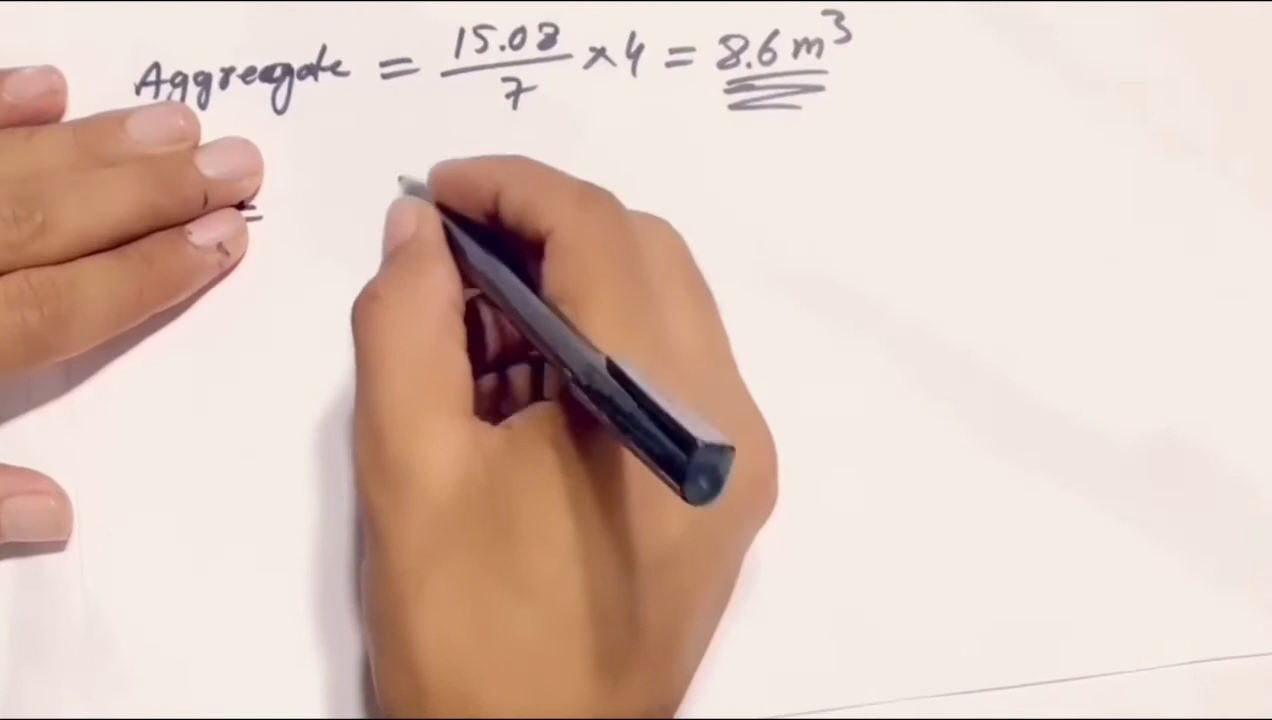 Aggregate = 15.08/7 × 4 = 8.6 m³
=